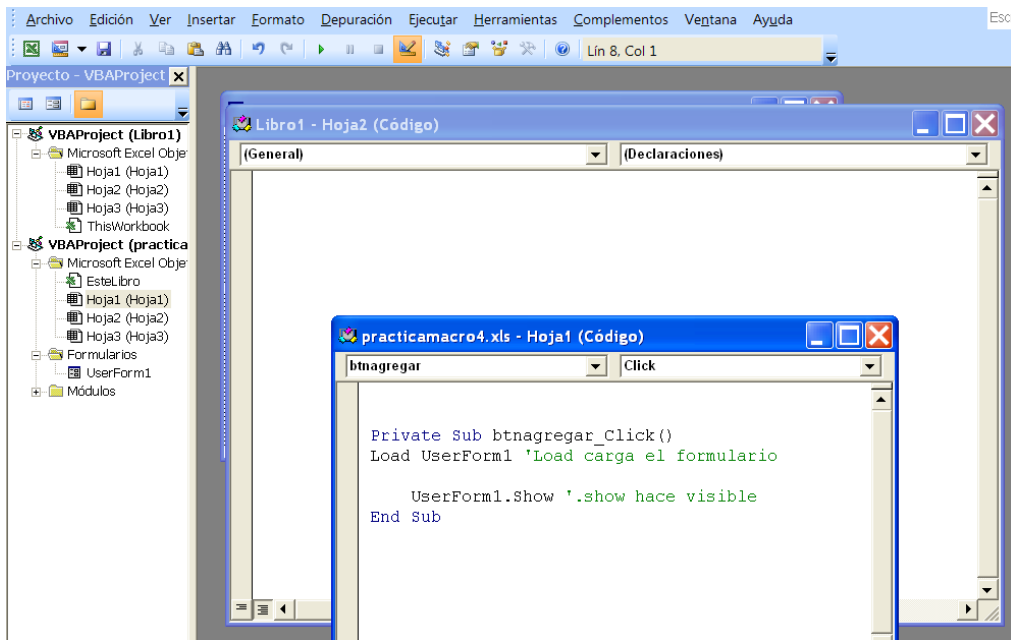 Archivo Edición Ver Insertar Formato Depuración Ejecutar Herramientas Complementos Ventana Ayuda
Esc
Lín 8, Col 1
Proyecto - VBAProject
VBAProject (Libro1)
Microsoft Excel Obje
Hoja1 (Hoja1)
Hoja2 (Hoja2)
Hoja3 (Hoja3)
ThisWorkbook
VBAProject (practica
Microsoft Excel Obje
EsteLibro
Hoja1 (Hoja1)
Hoja2 (Hoja2)
Hoja3 (Hoja3)
Formularios
UserForm1
Módulos
Libro1 - Hoja2 (Código)
(General) (Declaraciones)
practicamacro4.xls - Hoja1 (Código)
btnagregar Click
Private Sub btnagregar_Click()
Load UserForm1 'Load carga el formulario
UserForm1.Show '.show hace visible
End Sub